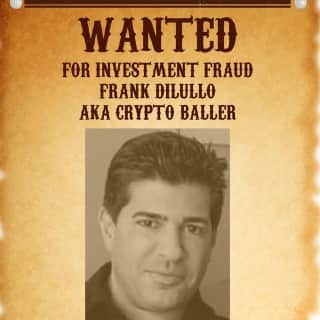 WANTED
FOR INVESTMENT FRAUD
FRANK DILULLO
AKA CRYPTO BALLER